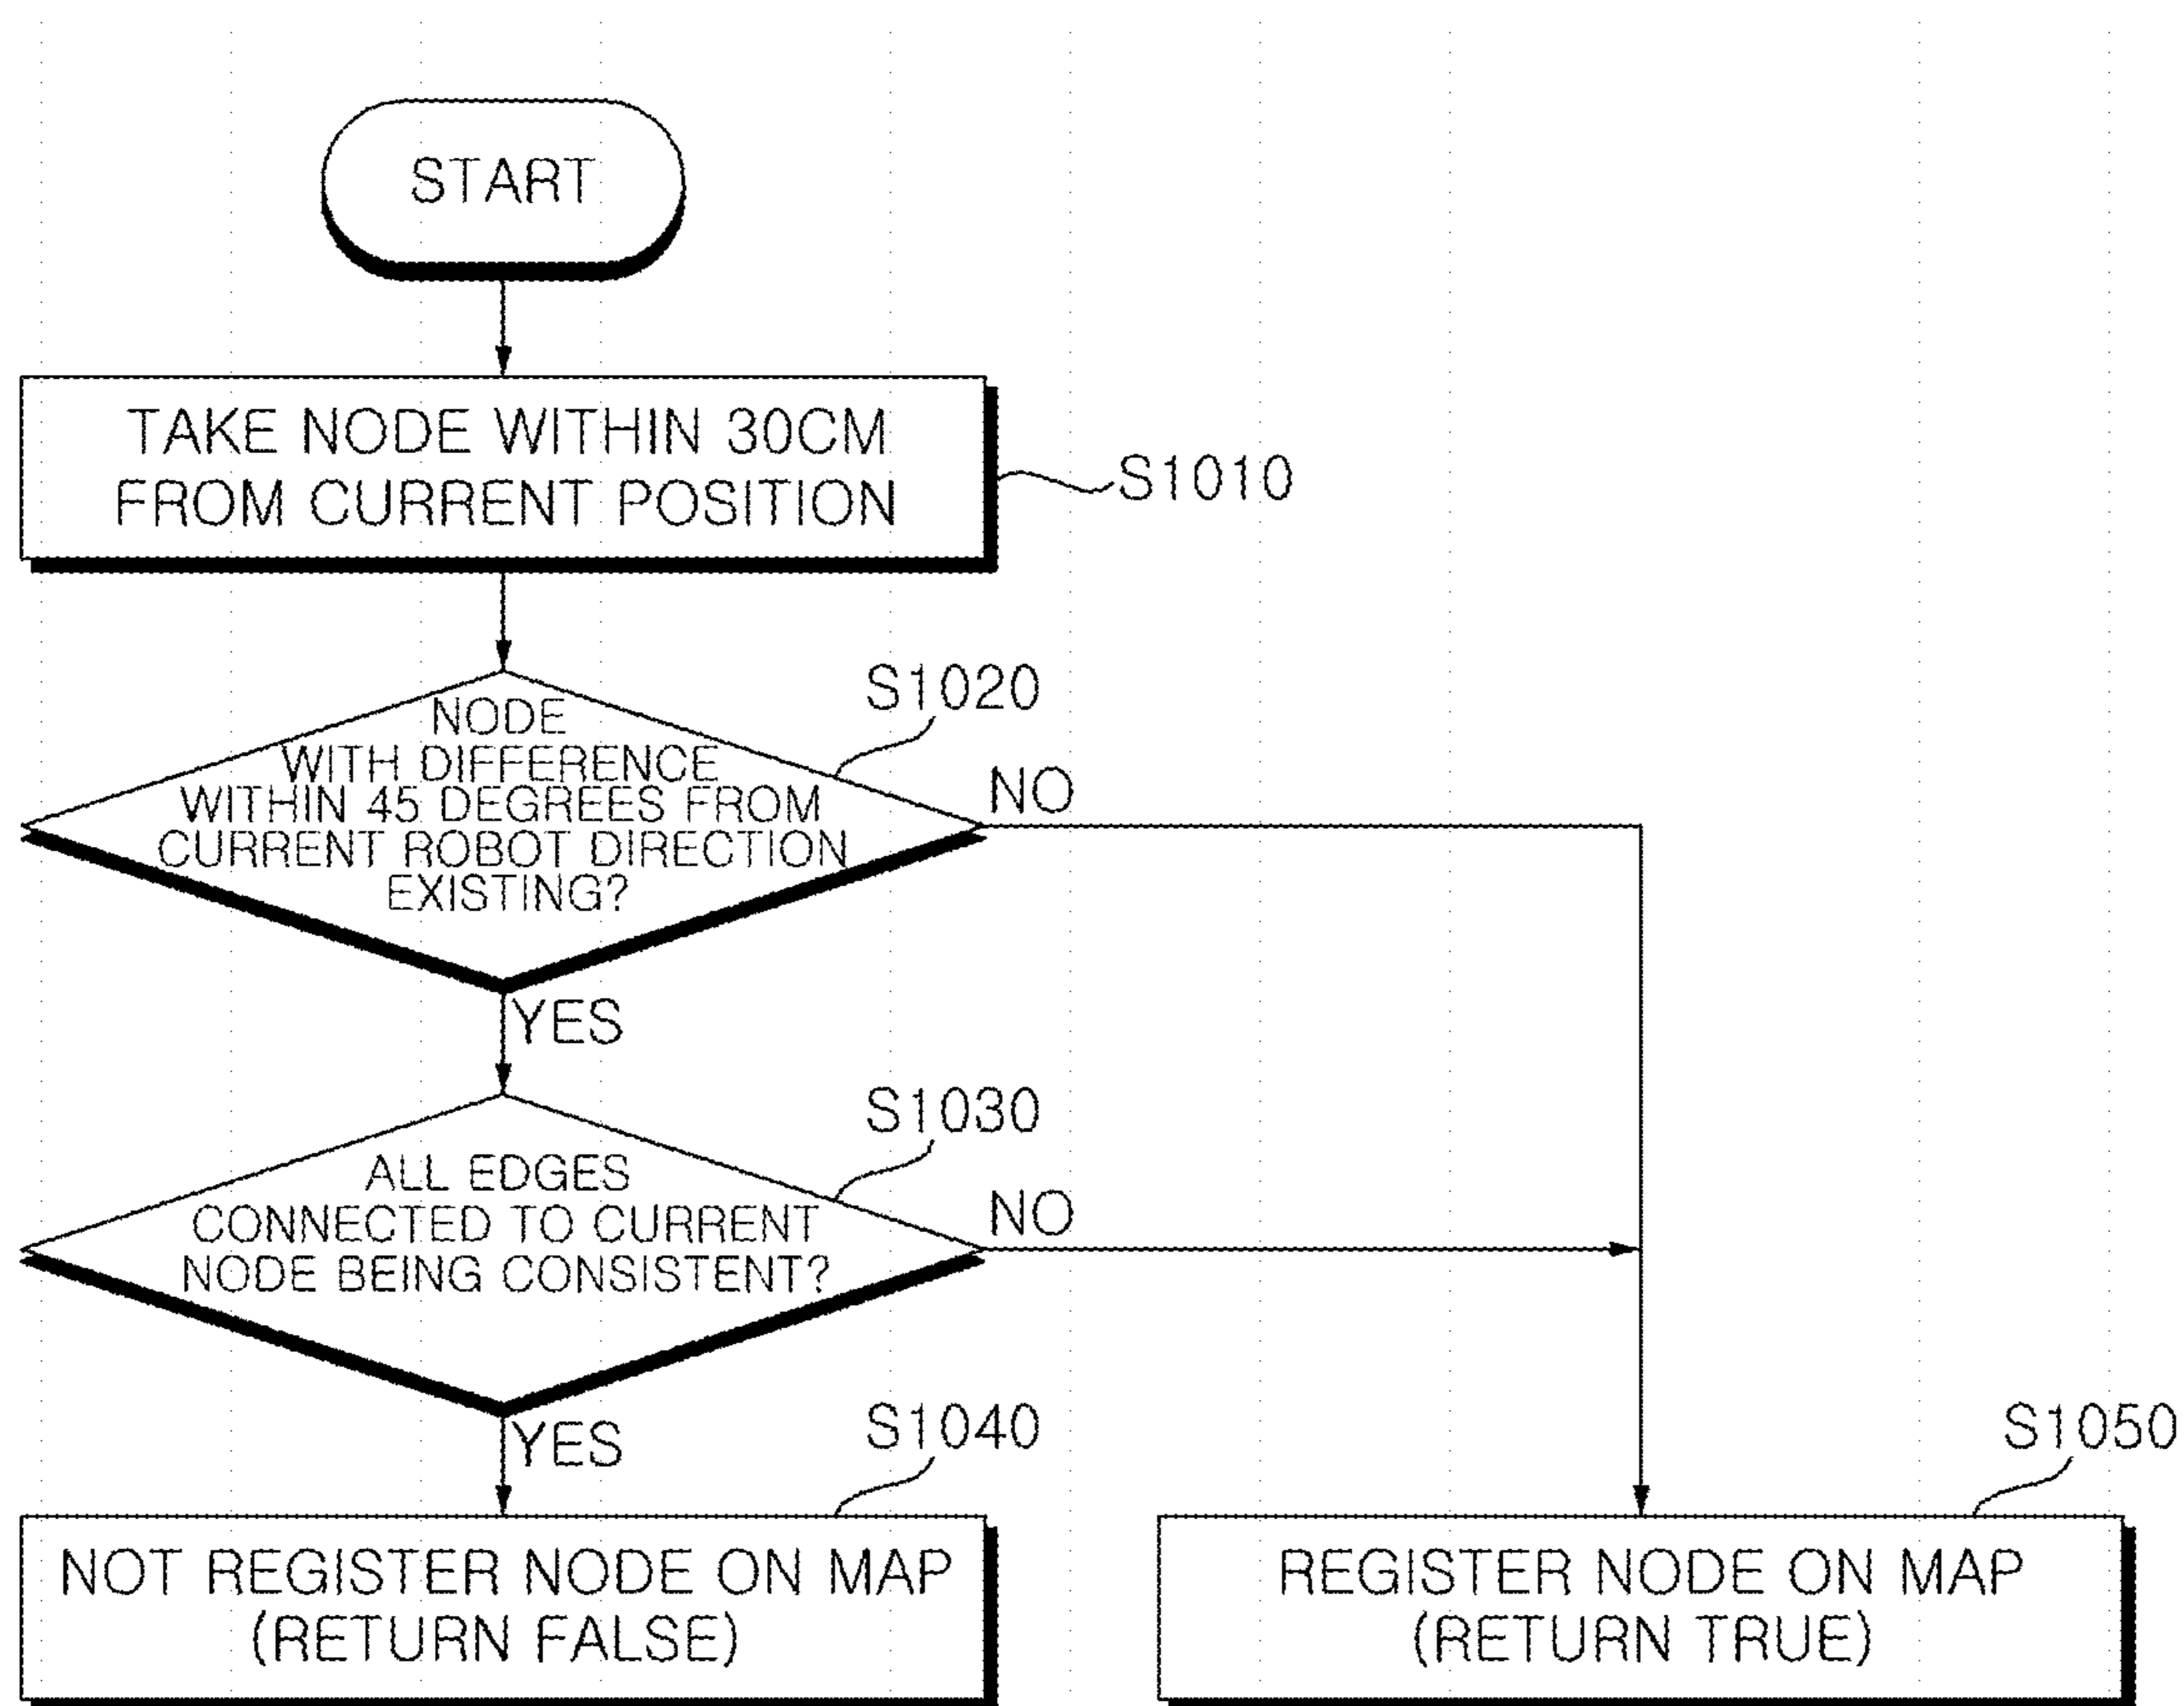 START
TAKE NODE WITHIN 30CM
FROM CURRENT POSITION
S1010
S1020
NODE
WITH DIFFERENCE
WITHIN 45 DEGREES FROM
CURRENT ROBOT DIRECTION
EXISTING?
NO
YES
S1030
ALL EDGES
CONNECTED TO CURRENT
NODE BEING CONSISTENT?
NO
YES
S1040
NOT REGISTER NODE ON MAP
(RETURN FALSE)
S1050
REGISTER NODE ON MAP
(RETURN TRUE)